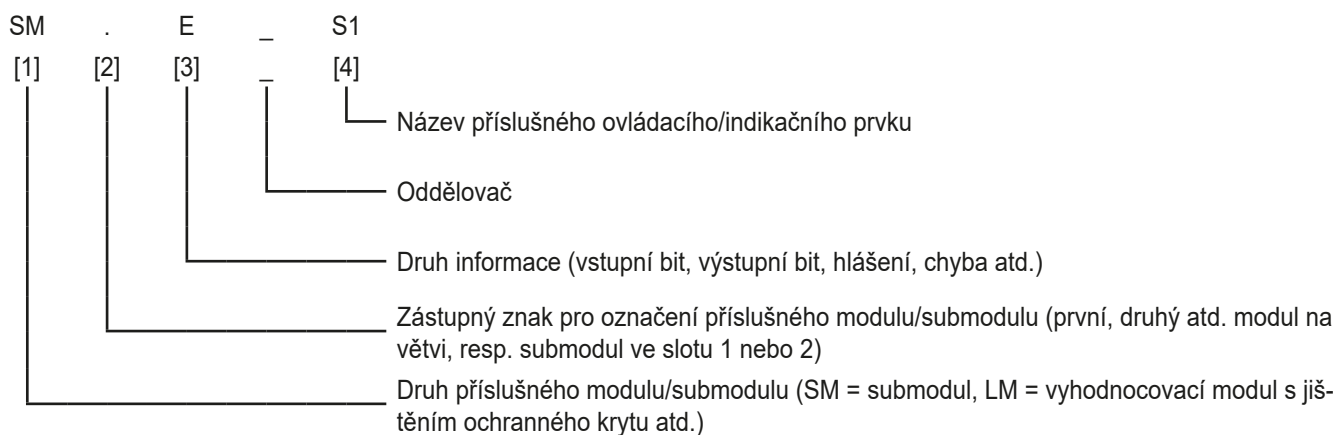 SM . E _ S1
[1] [2] [3] _ [4]
Název příslušného ovládacího/indikačního prvku
Oddělovač
Druh informace (vstupní bit, výstupní bit, hlášení, chyba atd.)
Zástupný znak pro označení příslušného modulu/submodulu (první, druhý atd. modul na
větvi, resp. submodul ve slotu 1 nebo 2)
Druh příslušného modulu/submodulu (SM = submodul, LM = vyhodnocovací modul s jiš-
těním ochranného krytu atd.)